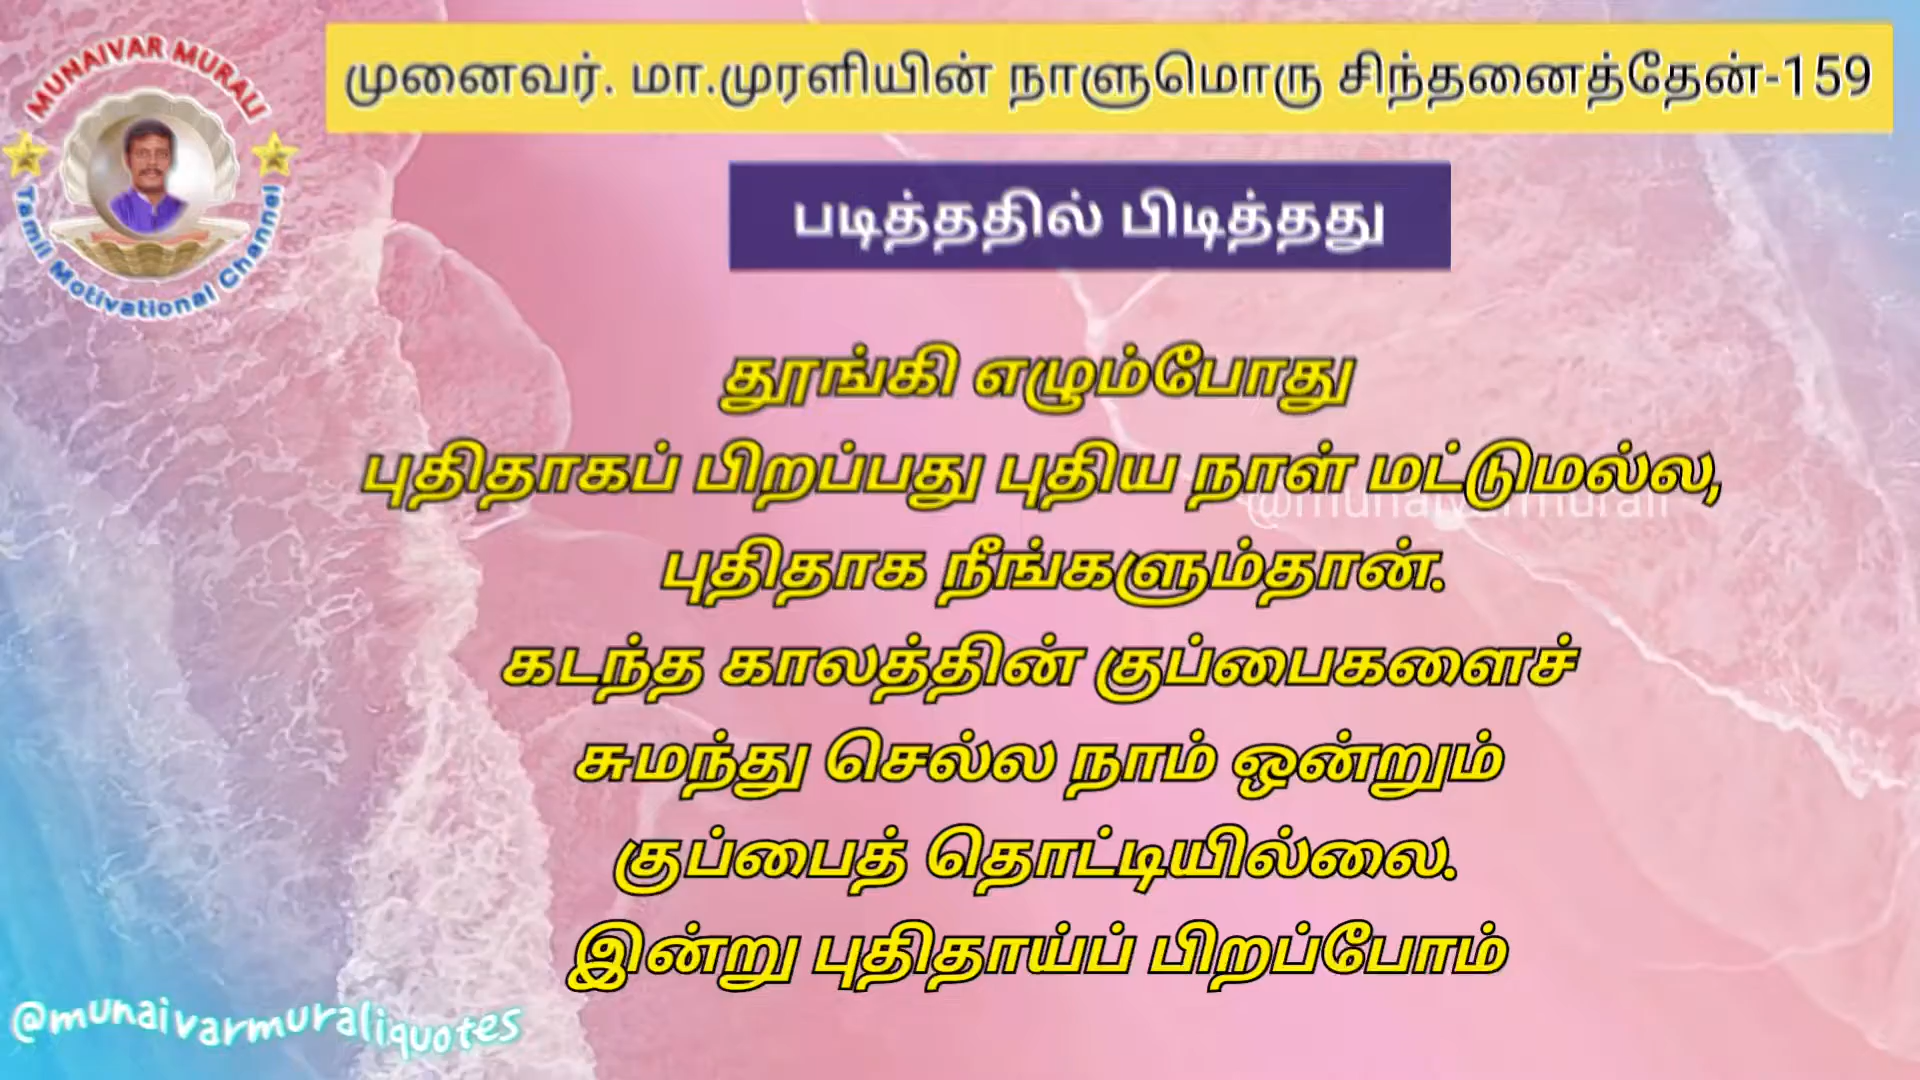 MUNAIVAR MURALI
Tamil Motivational Channel
முனைவர். மா.முரளியின் நாளுமொரு சிந்தனைத்தேன்-159
படித்ததில் பிடித்தது
தூங்கி எழும்போது
புதிதாகப் பிறப்பது புதிய நாள் மட்டுமல்ல,
@munaivarmurali
புதிதாக நீங்களும்தான்.
கடந்த காலத்தின் குப்பைகளைச்
சுமந்து செல்ல நாம் ஒன்றும்
குப்பைத் தொட்டியில்லை.
இன்று புதிதாய்ப் பிறப்போம்
@munaivarmuraliquotes